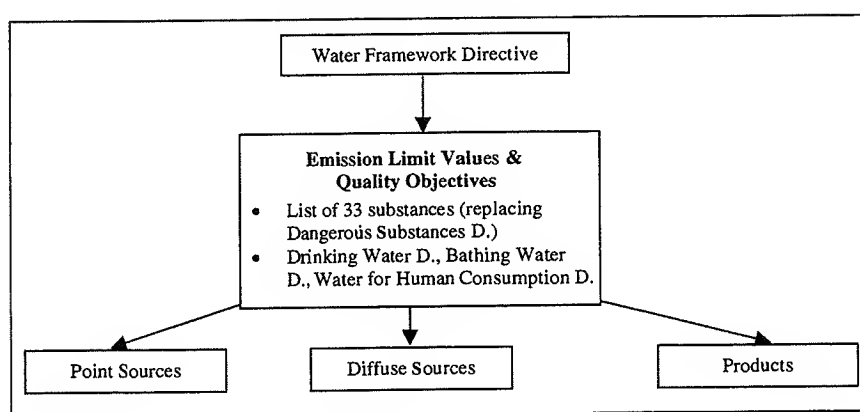 Water Framework Directive
Emission Limit Values &
Quality Objectives
• List of 33 substances (replacing
Dangerous Substances D.)
• Drinking Water D., Bathing Water
D., Water for Human Consumption D.
Point Sources
Diffuse Sources
Products